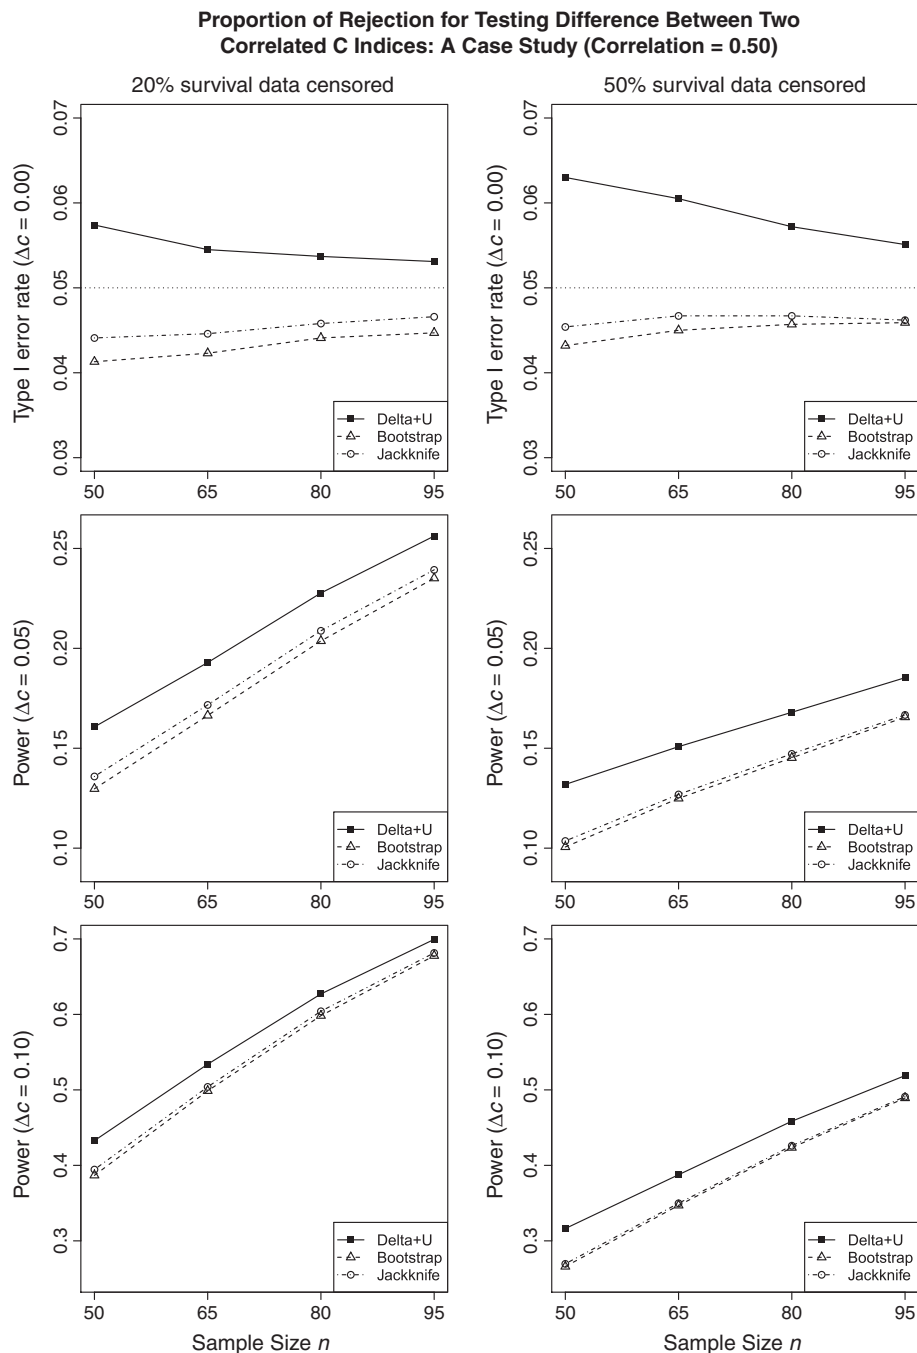 Proportion of Rejection for Testing Difference Between Two
Correlated C Indices: A Case Study (Correlation = 0.50)
20% survival data censored
50% survival data censored
Type I error rate (Δc = 0.00)
0.07
0.06
0.05
0.04
0.03
Delta+U
Bootstrap
Jackknife
50 65 80 95
Type I error rate (Δc = 0.00)
0.07
0.06
0.05
0.04
0.03
Delta+U
Bootstrap
Jackknife
50 65 80 95
Power (Δc = 0.05)
0.25
0.20
0.15
0.10
Delta+U
Bootstrap
Jackknife
50 65 80 95
Power (Δc = 0.05)
0.25
0.20
0.15
0.10
Delta+U
Bootstrap
Jackknife
50 65 80 95
Power (Δc = 0.10)
0.7
0.6
0.5
0.4
0.3
Delta+U
Bootstrap
Jackknife
50 65 80 95
Sample Size n
Power (Δc = 0.10)
0.7
0.6
0.5
0.4
0.3
Delta+U
Bootstrap
Jackknife
50 65 80 95
Sample Size n